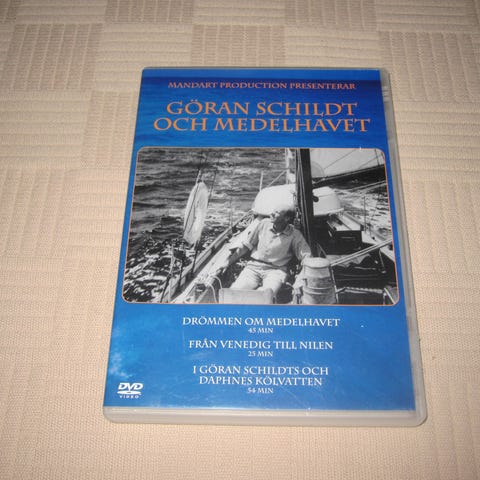 MANDART PRODUCTION PRESENTERAR
GÖRAN SCHILDT
OCH MEDELHAVET
DRÖMMEN OM MEDELHAVET
45 MIN
FRÅN VENEDIG TILL NILEN
25 MIN
I GÖRAN SCHILDTS OCH
DAPHNES KÖLVATTEN
54 MIN
DVD
VIDEO